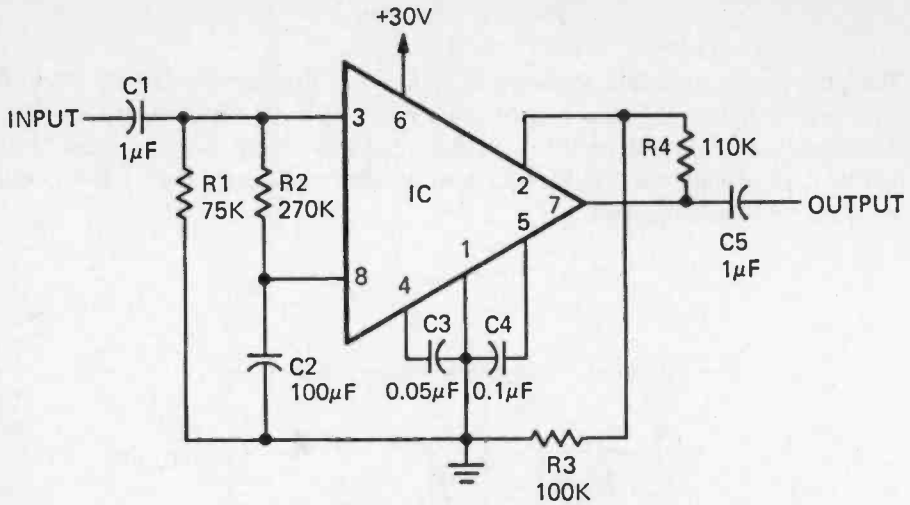 +30V
C1
INPUT
1µF
3
6
R4
110K
R1
75K
R2
270K
IC
2
7
OUTPUT
C5
1µF
5
1
8
4
C3
C4
0.05µF
0.1µF
C2
100µF
R3
100K